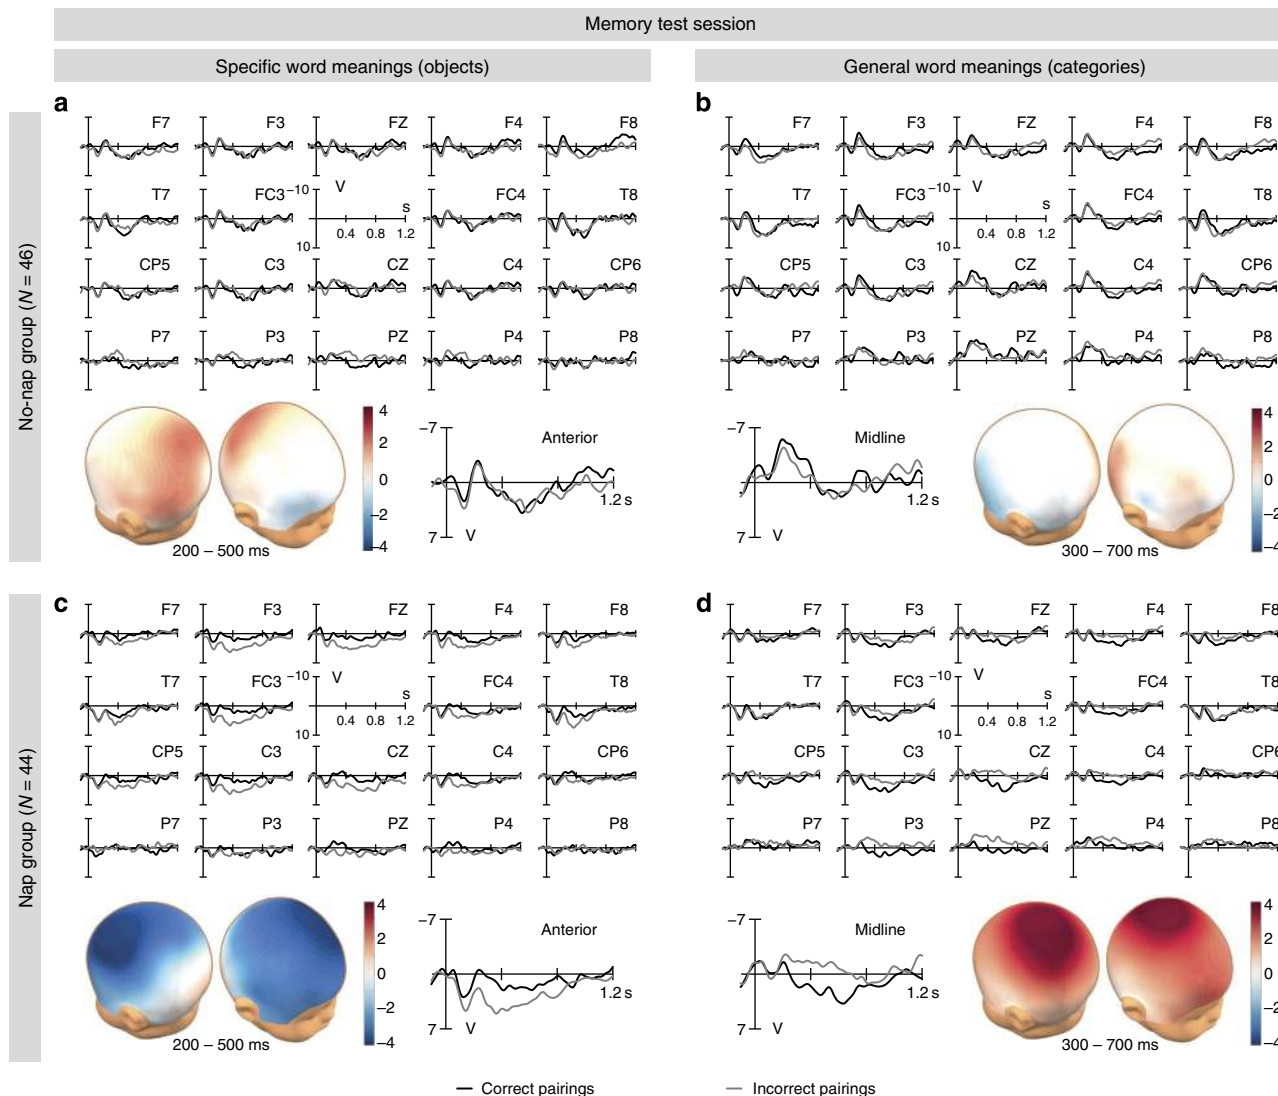 Memory test session
Specific word meanings (objects)
General word meanings (categories)
No-nap group (N = 46)
a
F7 F3 FZ F4 F8
T7 FC3 −10 V s 0.4 0.8 1.2 10 FC4 T8
CP5 C3 CZ C4 CP6
P7 P3 PZ P4 P8
4
2
0
−2
−4
200 – 500 ms
−7
Anterior
1.2 s
7 V
b
F7 F3 FZ F4 F8
T7 FC3 −10 V s 0.4 0.8 1.2 10 FC4 T8
CP5 C3 CZ C4 CP6
P7 P3 PZ P4 P8
−7
Midline
1.2 s
7 V
4
2
0
−2
−4
300 – 700 ms
Nap group (N = 44)
c
F7 F3 FZ F4 F8
T7 FC3 −10 V s 0.4 0.8 1.2 10 FC4 T8
CP5 C3 CZ C4 CP6
P7 P3 PZ P4 P8
4
2
0
−2
−4
200 – 500 ms
−7
Anterior
1.2 s
7 V
d
F7 F3 FZ F4 F8
T7 FC3 −10 V s 0.4 0.8 1.2 10 FC4 T8
CP5 C3 CZ C4 CP6
P7 P3 PZ P4 P8
−7
Midline
1.2 s
7 V
4
2
0
−2
−4
300 – 700 ms
Correct pairings
Incorrect pairings